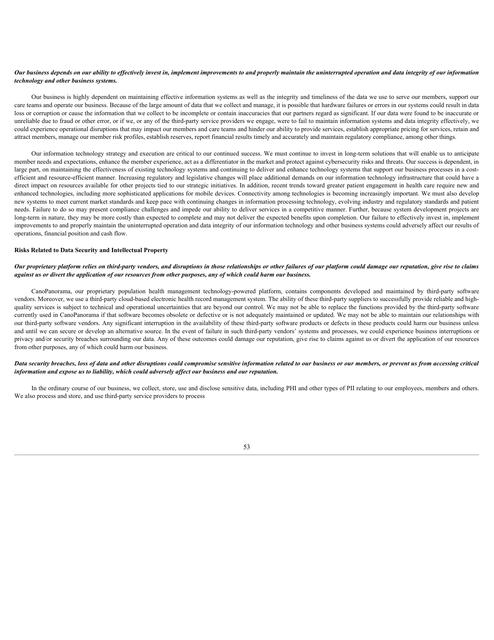 Our business depends on our ability to effectively invest in, implement improvements to and properly maintain the uninterrupted operation and data integrity of our information
technology and other business systems.
Our business is highly dependent on maintaining effective information systems as well as the integrity and timeliness of the data we use to serve our members, support our
care teams and operate our business. Because of the large amount of data that we collect and manage, it is possible that hardware failures or errors in our systems could result in data
loss or corruption or cause the information that we collect to be incomplete or contain inaccuracies that our partners regard as significant. If our data were found to be inaccurate or
unreliable due to fraud or other error, or if we, or any of the third-party service providers we engage, were to fail to maintain information systems and data integrity effectively, we
could experience operational disruptions that may impact our members and care teams and hinder our ability to provide services, establish appropriate pricing for services, retain and
attract members, manage our member risk profiles, establish reserves, report financial results timely and accurately and maintain regulatory compliance, among other things.
Our information technology strategy and execution are critical to our continued success. We must continue to invest in long-term solutions that will enable us to anticipate
member needs and expectations, enhance the member experience, act as a differentiator in the market and protect against cybersecurity risks and threats. Our success is dependent, in
large part, on maintaining the effectiveness of existing technology systems and continuing to deliver and enhance technology systems that support our business processes in a cost-
efficient and resource-efficient manner. Increasing regulatory and legislative changes will place additional demands on our information technology infrastructure that could have a
direct impact on resources available for other projects tied to our strategic initiatives. In addition, recent trends toward greater patient engagement in health care require new and
enhanced technologies, including more sophisticated applications for mobile devices. Connectivity among technologies is becoming increasingly important. We must also develop
new systems to meet current market standards and keep pace with continuing changes in information processing technology, evolving industry and regulatory standards and patient
needs. Failure to do so may present compliance challenges and impede our ability to deliver services in a competitive manner. Further, because system development projects are
long-term in nature, they may be more costly than expected to complete and may not deliver the expected benefits upon completion. Our failure to effectively invest in, implement
improvements to and properly maintain the uninterrupted operation and data integrity of our information technology and other business systems could adversely affect our results of
operations, financial position and cash flow.
Risks Related to Data Security and Intellectual Property
Our proprietary platform relies on third-party vendors, and disruptions in those relationships or other failures of our platform could damage our reputation, give rise to claims
against us or divert the application of our resources from other purposes, any of which could harm our business.
CanoPanorama, our proprietary population health management technology-powered platform, contains components developed and maintained by third-party software
vendors. Moreover, we use a third-party cloud-based electronic health record management system. The ability of these third-party suppliers to successfully provide reliable and high-
quality services is subject to technical and operational uncertainties that are beyond our control. We may not be able to replace the functions provided by the third-party software
currently used in CanoPanorama if that software becomes obsolete or defective or is not adequately maintained or updated. We may not be able to maintain our relationships with
our third-party software vendors. Any significant interruption in the availability of these third-party software products or defects in these products could harm our business unless
and until we can secure or develop an alternative source. In the event of failure in such third-party vendors' systems and processes, we could experience business interruptions or
privacy and/or security breaches surrounding our data. Any of these outcomes could damage our reputation, give rise to claims against us or divert the application of our resources
from other purposes, any of which could harm our business.
Data security breaches, loss of data and other disruptions could compromise sensitive information related to our business or our members, or prevent us from accessing critical
information and expose us to liability, which could adversely affect our business and our reputation.
In the ordinary course of our business, we collect, store, use and disclose sensitive data, including PHI and other types of PII relating to our employees, members and others.
We also process and store, and use third-party service providers to process
53